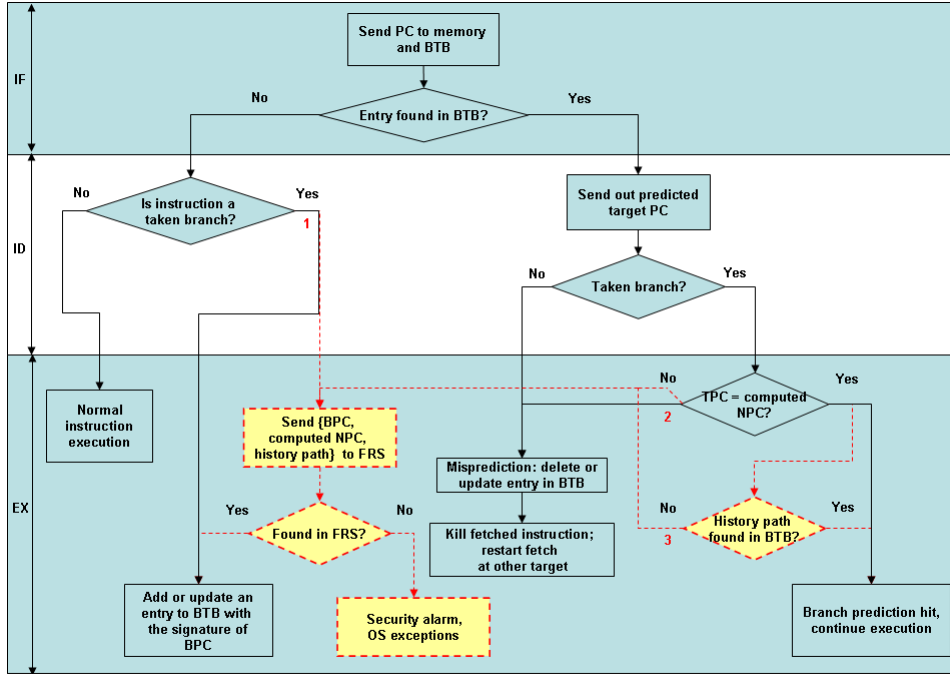 Send PC to memory
and BTB
IF
No
Yes
Entry found in BTB?
No
Is instruction a
taken branch?
Yes
1
Send out predicted
target PC
ID
No
Taken branch?
Yes
Normal
instruction
execution
Send {BPC,
computed NPC,
history path} to FRS
No
2
TPC = computed
NPC?
Yes
Misprediction: delete or
update entry in BTB
EX
Yes
Found in FRS?
No
Kill fetched instruction;
restart fetch
at other target
No
3
History path
found in BTB?
Yes
Add or update an
entry to BTB with
the signature of
BPC
Security alarm,
OS exceptions
Branch prediction hit,
continue execution